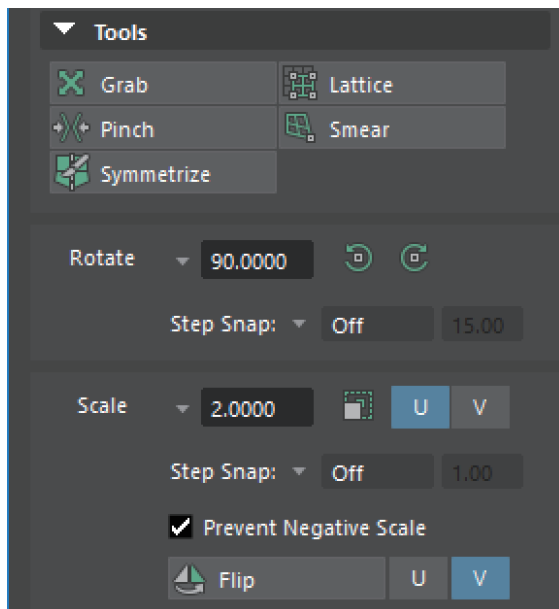 Tools
Grab
Lattice
Pinch
Smear
Symmetrize
Rotate 90.0000
Step Snap: Off 15.00
Scale 2.0000 U V
Step Snap: Off 1.00
Prevent Negative Scale
Flip U V